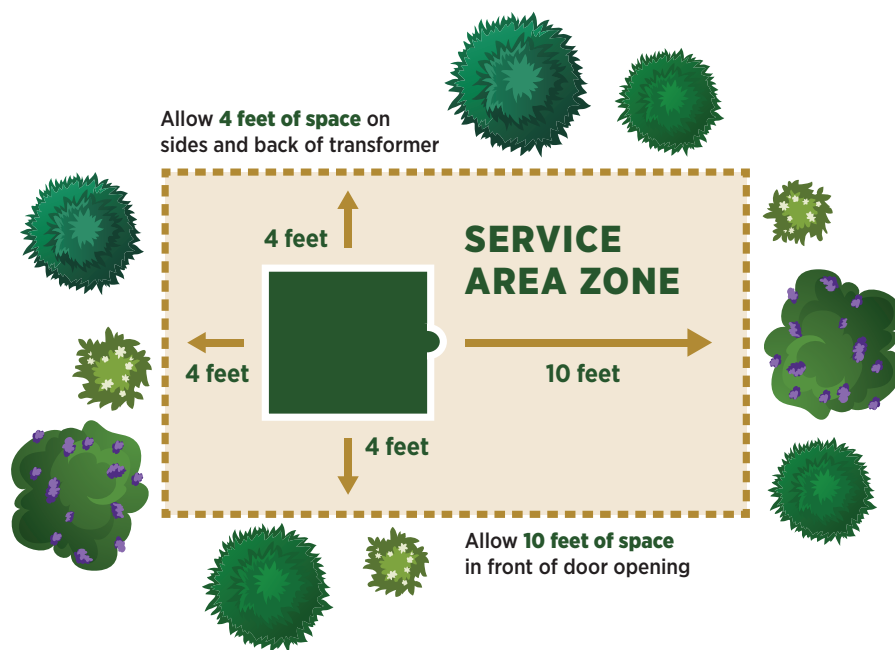 Allow 4 feet of space on
sides and back of transformer
4 feet
SERVICE
AREA ZONE
4 feet
10 feet
4 feet
Allow 10 feet of space
in front of door opening